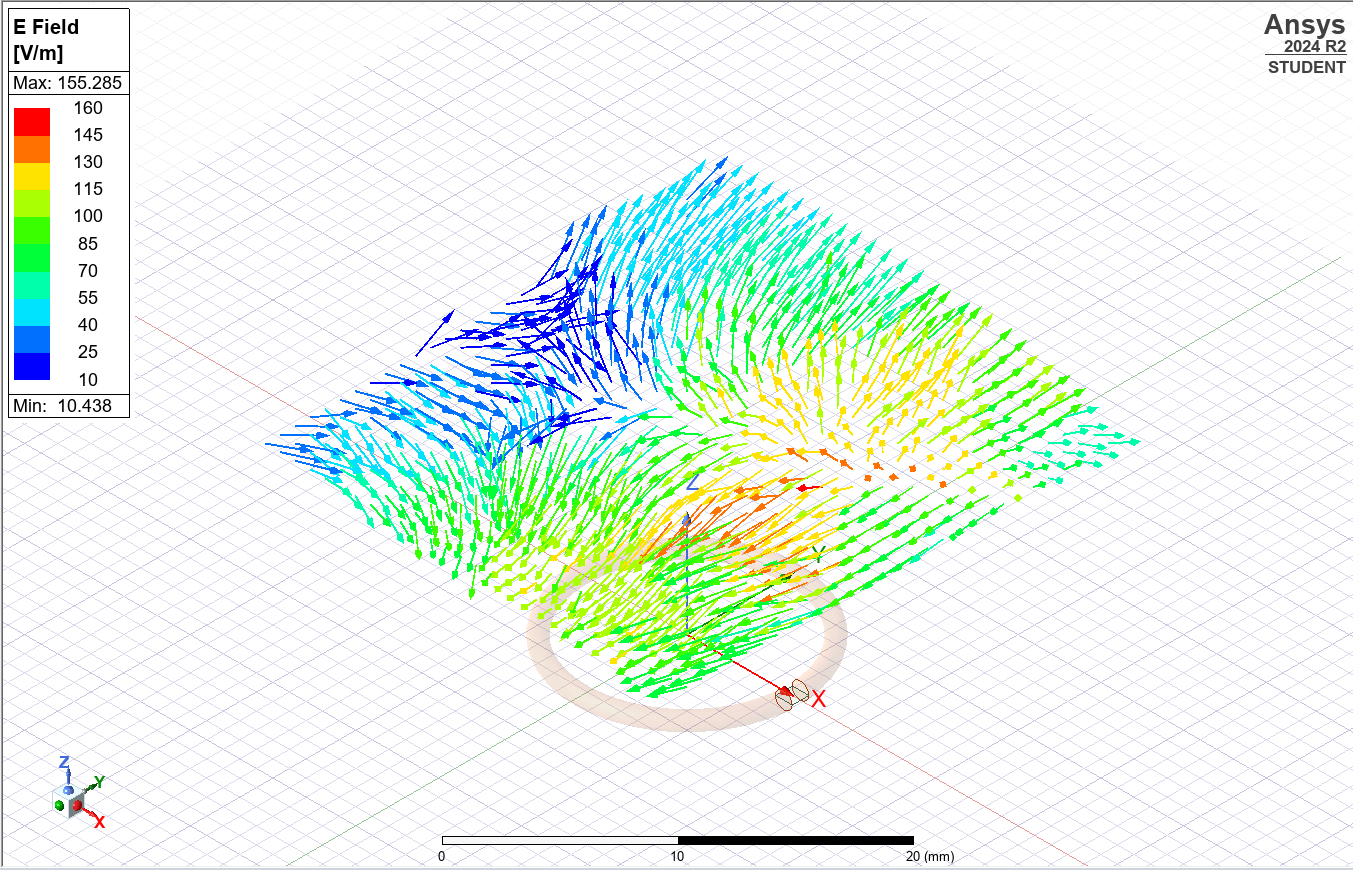 E Field
[V/m]
Max: 155.285
160
145
130
115
100
85
70
55
40
25
10
Min: 10.438
Ansys
2024 R2
STUDENT
Z
Y
X
Z
Y
X
0
10
20 (mm)